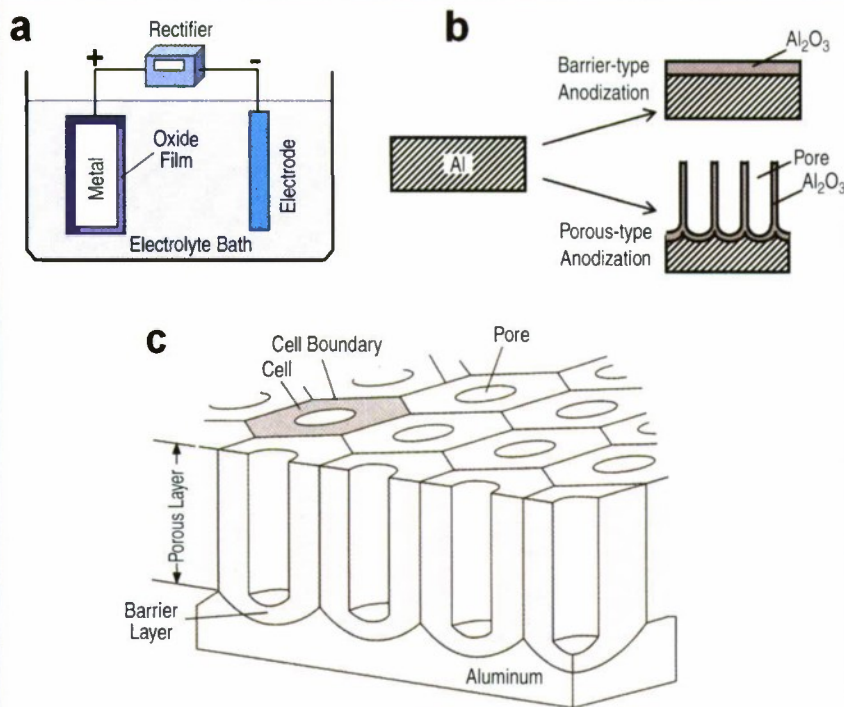 a
Rectifier
+
-
Metal
Oxide
Film
Electrode
Electrolyte Bath
b
Al
Barrier-type
Anodization
Al₂O₃
Porous-type
Anodization
Pore
Al₂O₃
c
Cell Boundary
Cell
Pore
Porous Layer
Barrier
Layer
Aluminum